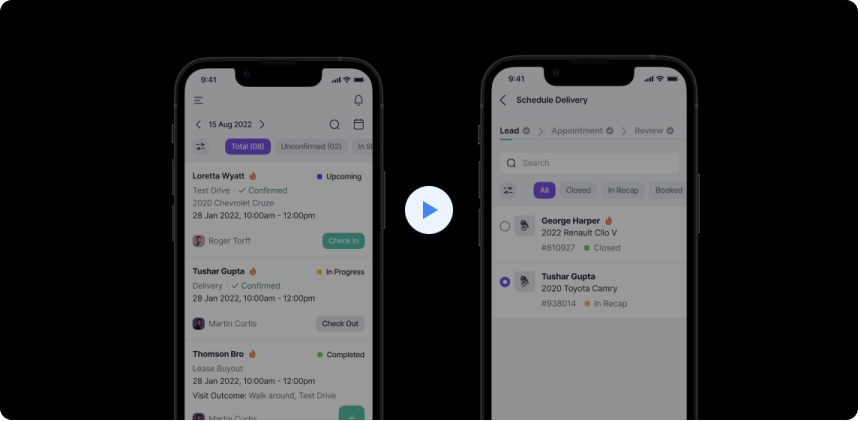 9:41
15 Aug 2022
Total (08) Unconfirmed (02) In S
Loretta Wyatt Upcoming
Test Drive Confirmed
2020 Chevrolet Cruze
28 Jan 2022, 10:00am - 12:00pm
Roger Torff Check In
Tushar Gupta In Progress
Delivery Confirmed
28 Jan 2022, 10:00am - 12:00pm
Martin Curtis Check Out
Thomson Bro Completed
Lease Buyout
28 Jan 2022, 10:00am - 12:00pm
Visit Outcome: Walk around, Test Drive
Martin Curtis +
9:41
Schedule Delivery
Lead Appointment Review
Search
All Closed In Recap Booked
George Harper
2022 Renault Clio V
#810927 Closed
Tushar Gupta
2020 Toyota Camry
#938014 In Recap